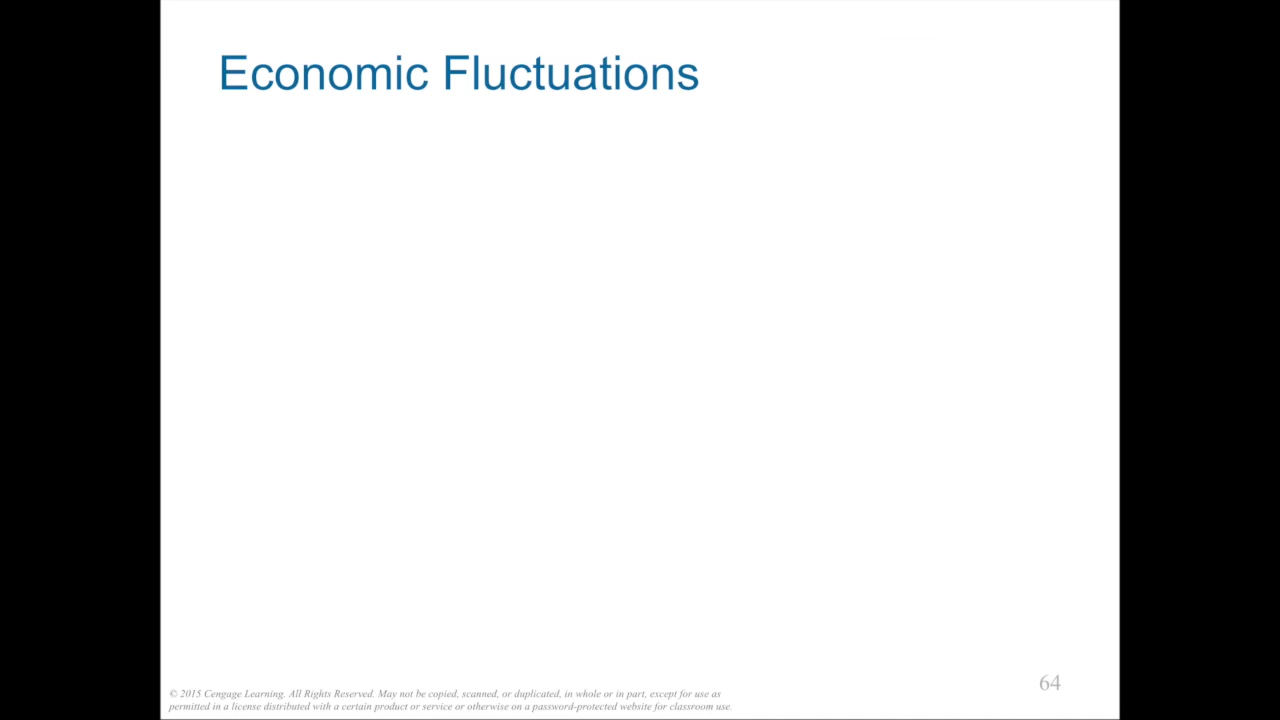 Economic Fluctuations
© 2015 Cengage Learning. All Rights Reserved. May not be copied, scanned, or duplicated, in whole or in part, except for use as
permitted in a license distributed with a certain product or service or otherwise on a password-protected website for classroom use.
64